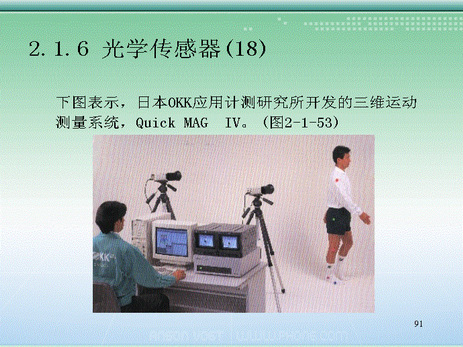 2.1.6 光学传感器(18)
下图表示，日本OKK应用计测研究所开发的三维运动
测量系统，Quick MAG  IV。(图2-1-53)
OKK
91